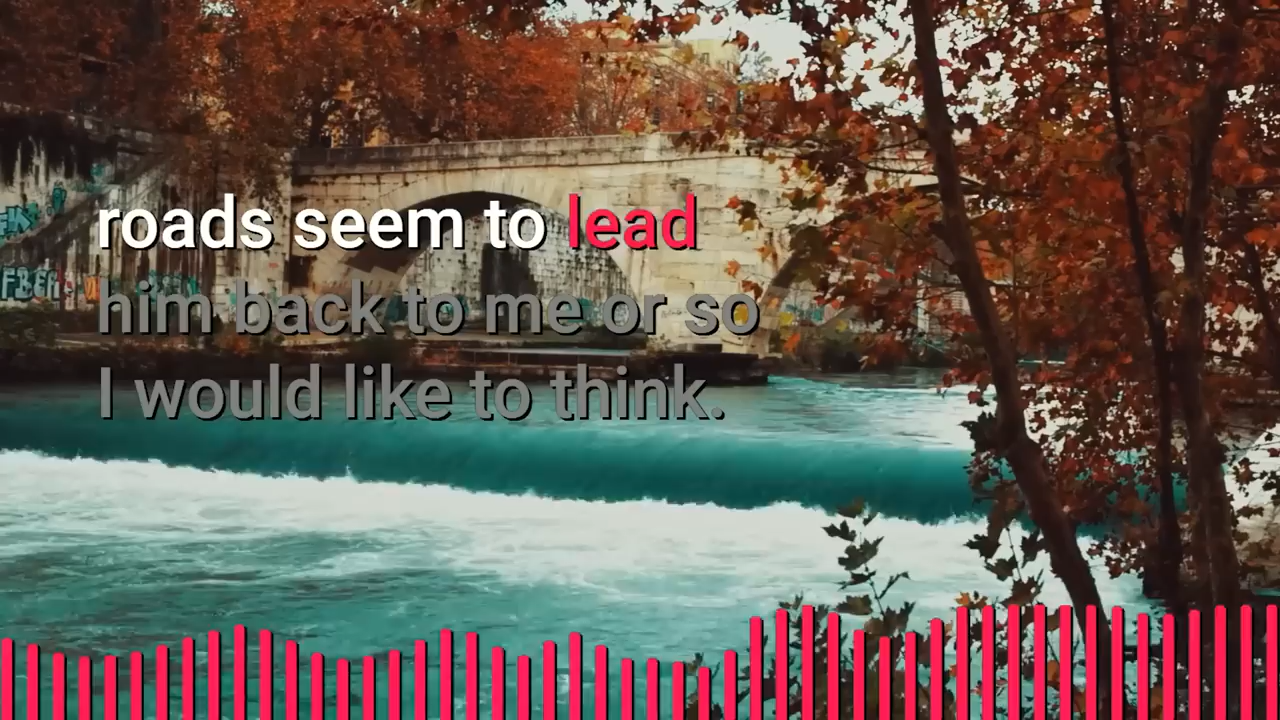 roads seem to lead
him back to me or so
I would like to think.